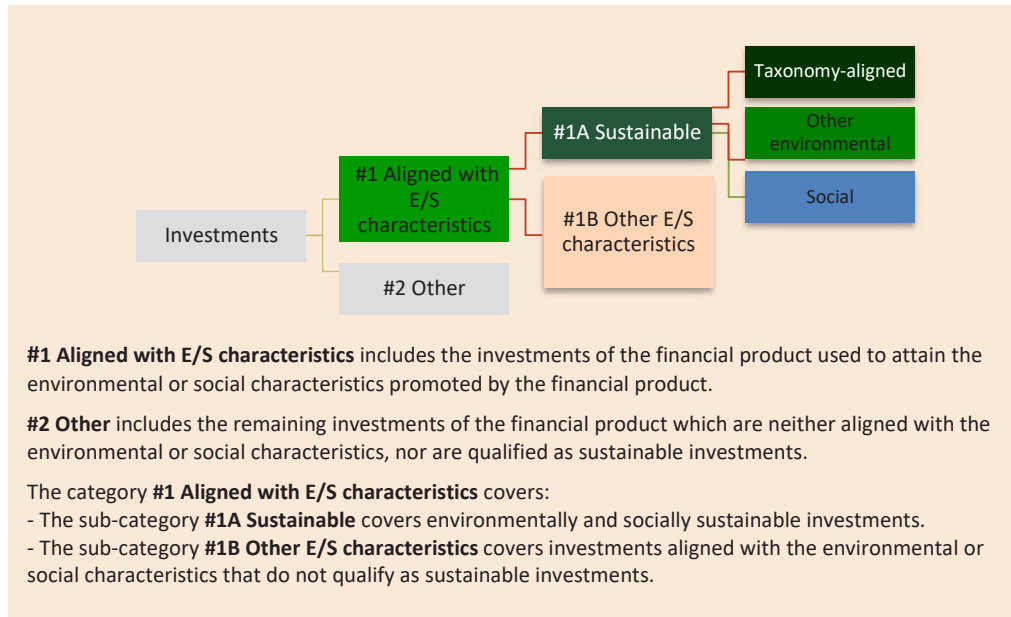 Taxonomy-aligned
#1A Sustainable
Other
environmental
#1 Aligned with
E/S
characteristics
Social
#1B Other E/S
characteristics
Investments
#2 Other
#1 Aligned with E/S characteristics includes the investments of the financial product used to attain the
environmental or social characteristics promoted by the financial product.
#2 Other includes the remaining investments of the financial product which are neither aligned with the
environmental or social characteristics, nor are qualified as sustainable investments.
The category #1 Aligned with E/S characteristics covers:
- The sub-category #1A Sustainable covers environmentally and socially sustainable investments.
- The sub-category #1B Other E/S characteristics covers investments aligned with the environmental or
social characteristics that do not qualify as sustainable investments.